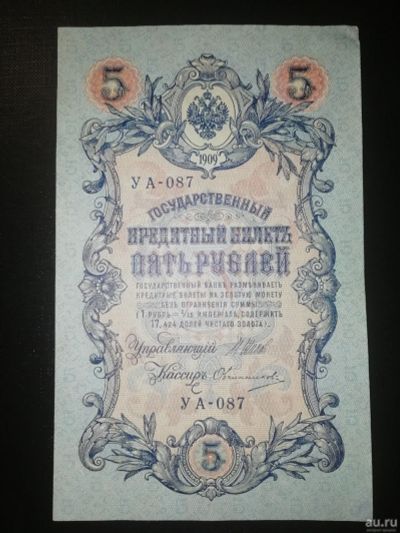 5 5
1909
УА-087
ГОСУДАРСТВЕННЫЙ
КРЕДИТНЫЙ БИЛЕТЪ
ПЯТЬ РУБЛЕЙ
ГОСУДАРСТВЕННЫЙ БАНКЪ РАЗМѢНИВАЕТЪ
КРЕДИТНЫЕ БИЛЕТЫ НА ЗОЛОТУЮ МОНЕТУ
БЕЗЪ ОГРАНИЧЕНІЯ СУММЫ
(1 РУБЛЬ = 1/15 ИМПЕРІАЛА, СОДЕРЖИТЪ
17,424 ДОЛЕЙ ЧИСТАГО ЗОЛОТА).
Управляющій
Кассиръ Овчинниковъ
УА-087
5
au.ru